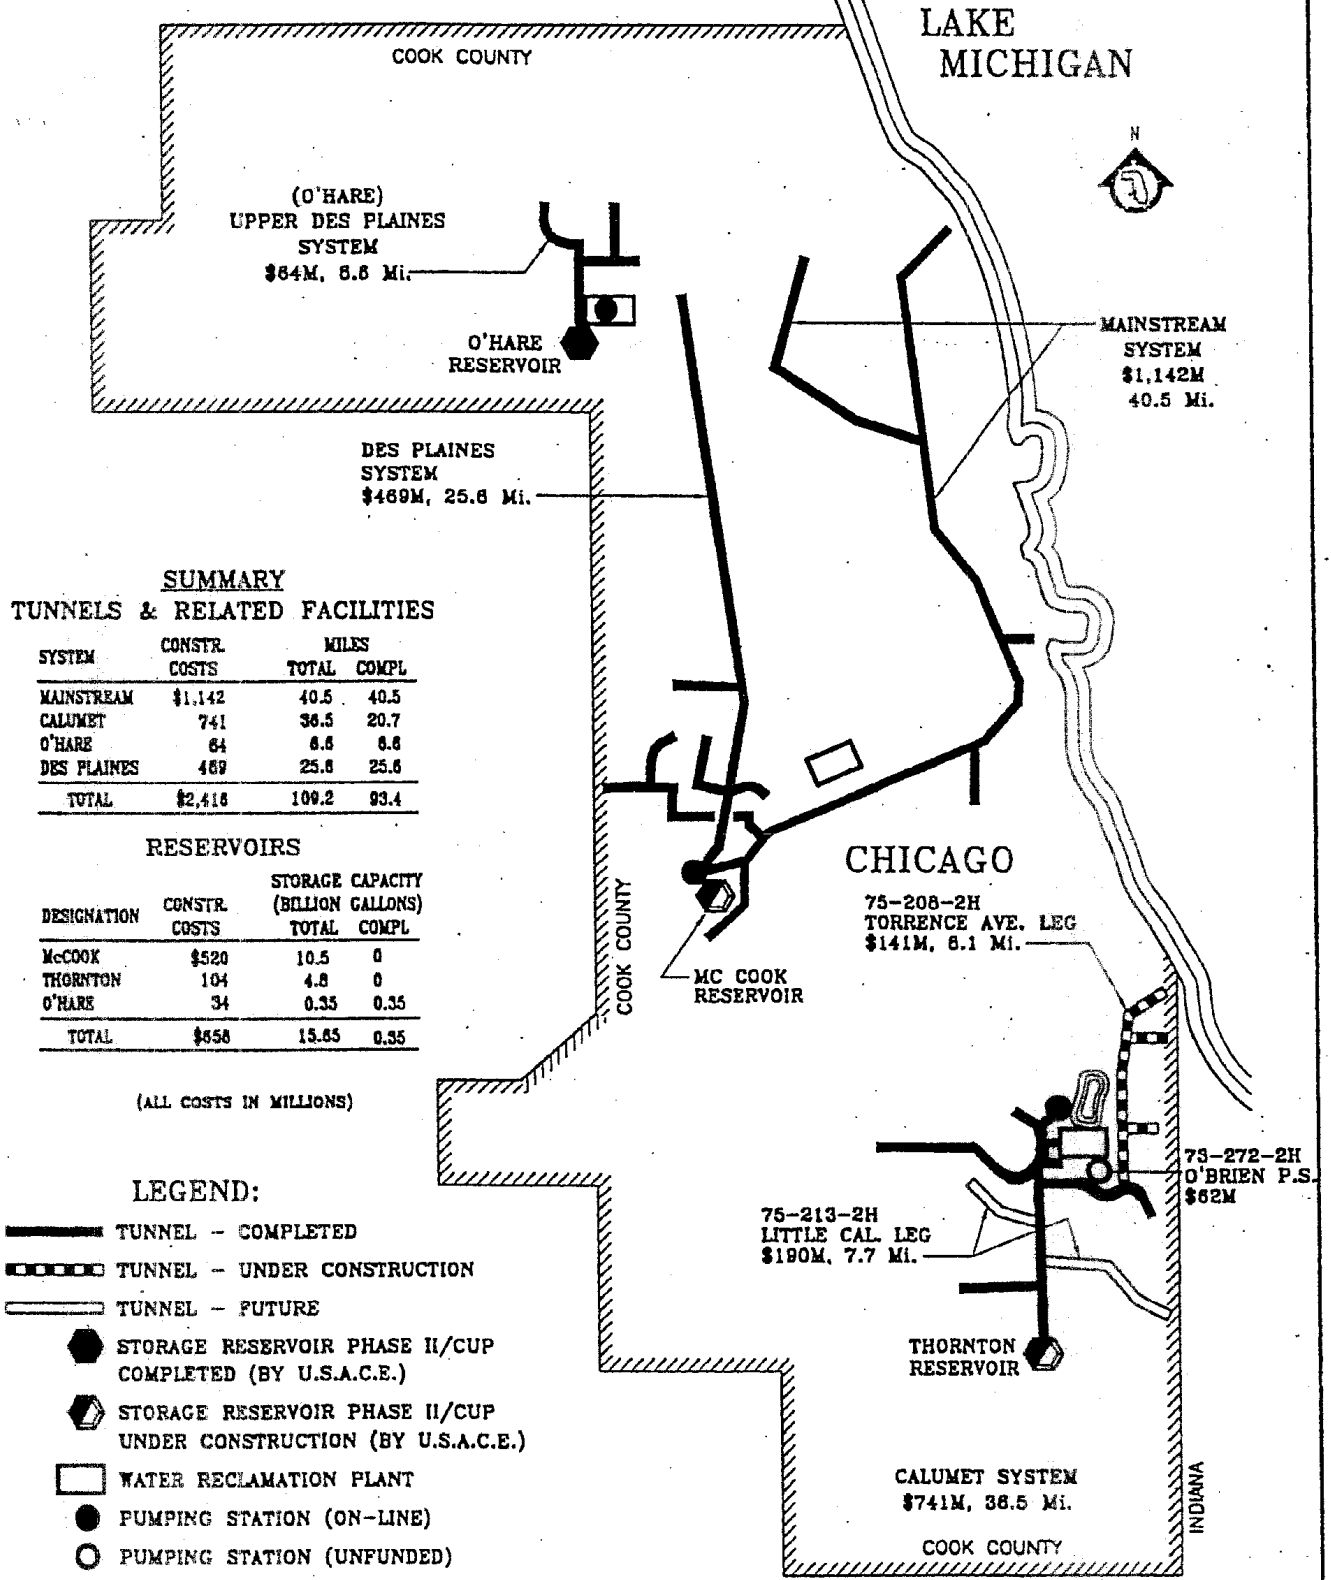 LAKE
MICHIGAN
COOK COUNTY
N
(O'HARE)
UPPER DES PLAINES
SYSTEM
$64M, 6.6 Mi.
O'HARE
RESERVOIR
MAINSTREAM
SYSTEM
$1,142M
40.5 Mi.
DES PLAINES
SYSTEM
$469M, 25.6 Mi.
SUMMARY
TUNNELS & RELATED FACILITIES
SYSTEM CONSTR. COSTS MILES TOTAL COMPL
MAINSTREAM $1,142 40.5 40.5
CALUMET 741 36.5 20.7
O'HARE 64 6.6 6.6
DES PLAINES 469 25.6 25.6
TOTAL $2,416 109.2 93.4
RESERVOIRS
DESIGNATION CONSTR. COSTS STORAGE CAPACITY (BILLION GALLONS) TOTAL COMPL
McCOOK $520 10.5 0
THORNTON 104 4.8 0
O'HARE 34 0.35 0.35
TOTAL $658 15.65 0.35
(ALL COSTS IN MILLIONS)
COOK COUNTY
MC COOK
RESERVOIR
CHICAGO
75-208-2H
TORRENCE AVE. LEG
$141M, 6.1 Mi.
75-272-2H
O'BRIEN P.S.
$62M
75-213-2H
LITTLE CAL. LEG
$190M, 7.7 Mi.
THORNTON
RESERVOIR
CALUMET SYSTEM
$741M, 36.5 Mi.
COOK COUNTY
INDIANA
LEGEND:
TUNNEL - COMPLETED
TUNNEL - UNDER CONSTRUCTION
TUNNEL - FUTURE
STORAGE RESERVOIR PHASE II/CUP
COMPLETED (BY U.S.A.C.E.)
STORAGE RESERVOIR PHASE II/CUP
UNDER CONSTRUCTION (BY U.S.A.C.E.)
WATER RECLAMATION PLANT
PUMPING STATION (ON-LINE)
PUMPING STATION (UNFUNDED)